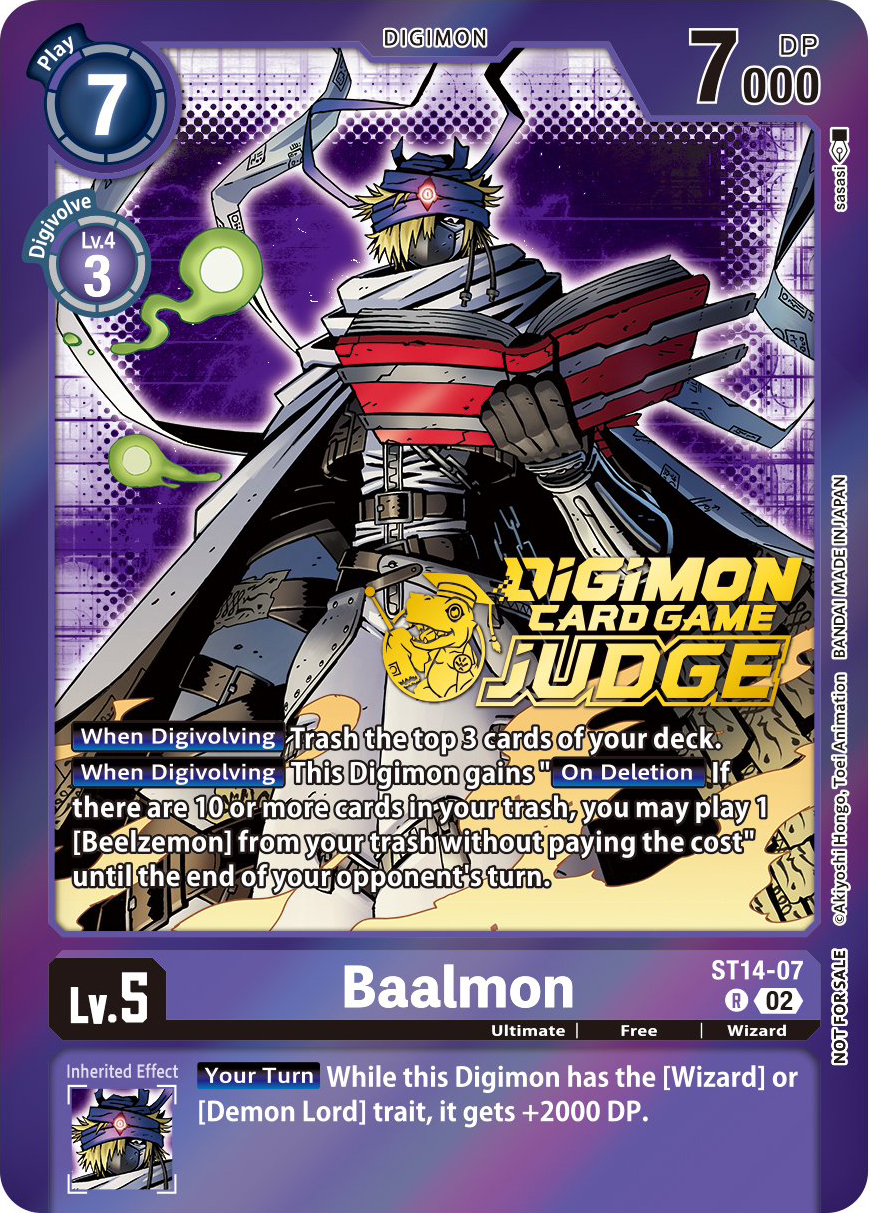 DIGIMON
Play
7
7000
DP
Digivolve
Lv.4
3
sasasi
DIGIMON
CARD GAME
JUDGE
When Digivolving Trash the top 3 cards of your deck.
When Digivolving This Digimon gains " On Deletion If
there are 10 or more cards in your trash, you may play 1
[Beelzemon] from your trash without paying the cost"
until the end of your opponent's turn.
©Akiyoshi Hongo, Toei Animation BANDAI MADE IN JAPAN
NOT FOR SALE
Lv.5
Baalmon
ST14-07
R 02
Ultimate | Free | Wizard
Inherited Effect
Your Turn While this Digimon has the [Wizard] or
[Demon Lord] trait, it gets +2000 DP.